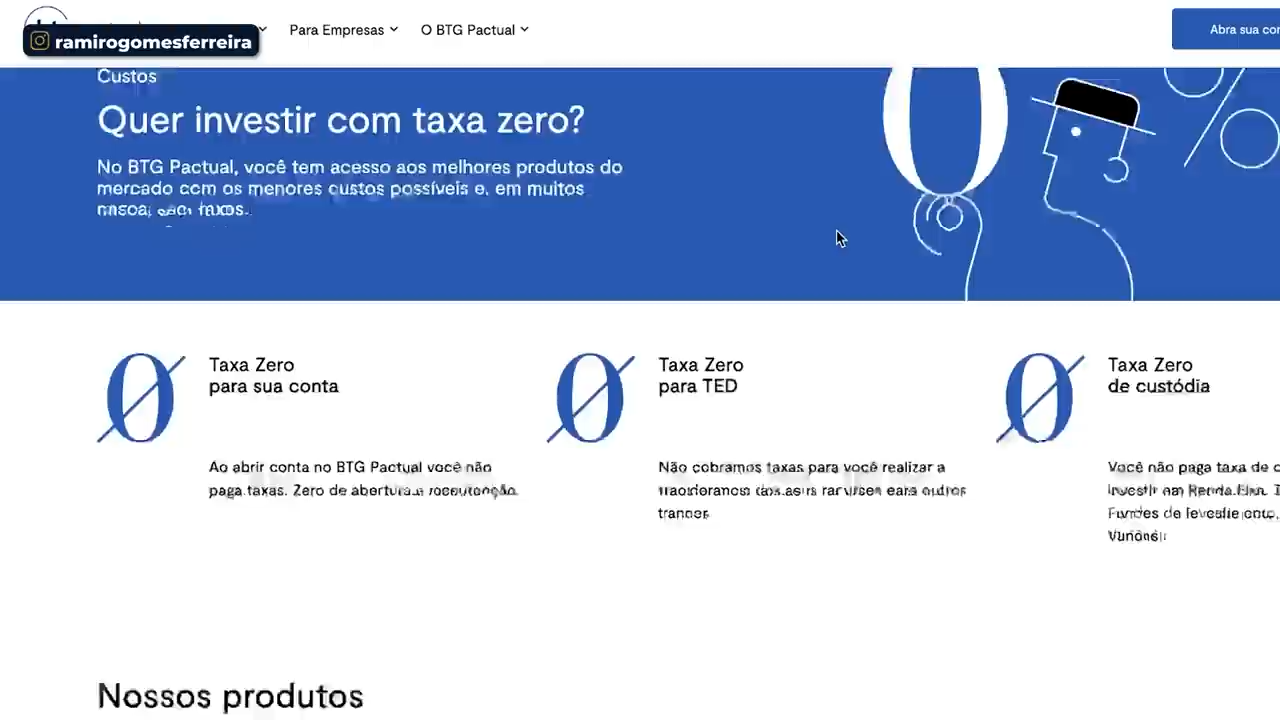 ramirogomesferreira
Para Empresas
O BTG Pactual
Abra sua con
Custos
Quer investir com taxa zero?
No BTG Pactual, você tem acesso aos melhores produtos do
mercado com os menores custos possíveis e, em muitos
0
%
Taxa Zero
para sua conta
Ao abrir conta no BTG Pactual você não
paga taxas. Zero de abertura
Taxa Zero
para TED
Não cobramos taxas para você realizar a
Taxa Zero
de custódia
Você não paga taxa de c
Nossos produtos